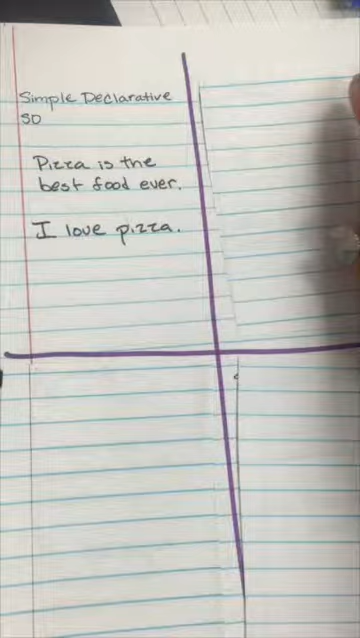 Simple Declarative
SD
Pizza is the
best food ever.
I love pizza.